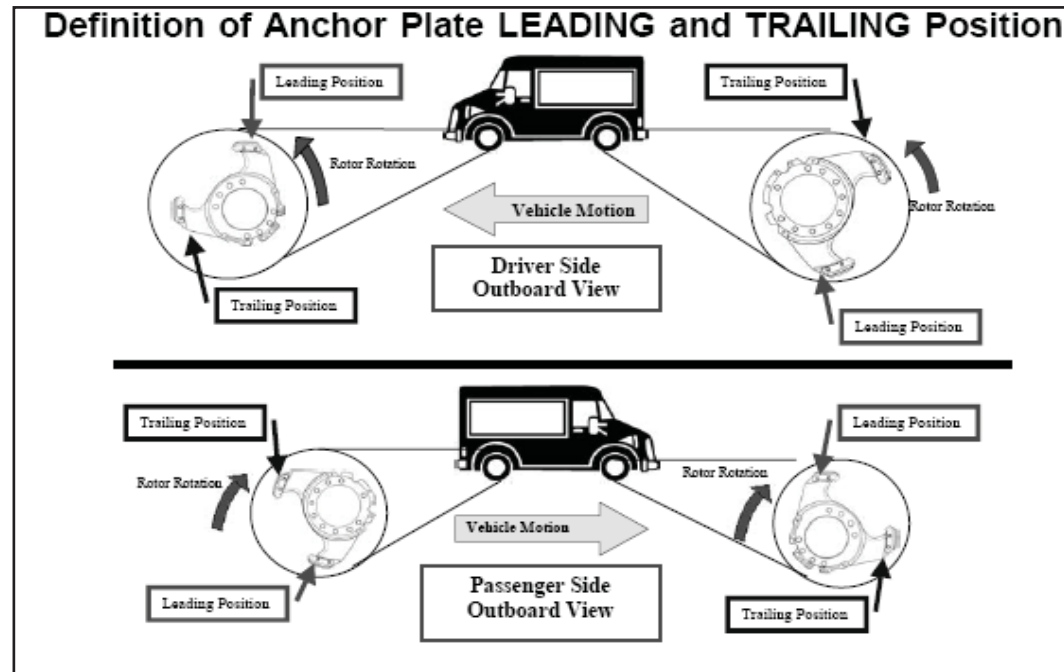 Definition of Anchor Plate LEADING and TRAILING Position
Leading Position
Trailing Position
Rotor Rotation
Rotor Rotation
Vehicle Motion
Driver Side
Outboard View
Trailing Position
Leading Position
Trailing Position
Leading Position
Rotor Rotation
Rotor Rotation
Vehicle Motion
Leading Position
Passenger Side
Outboard View
Trailing Position